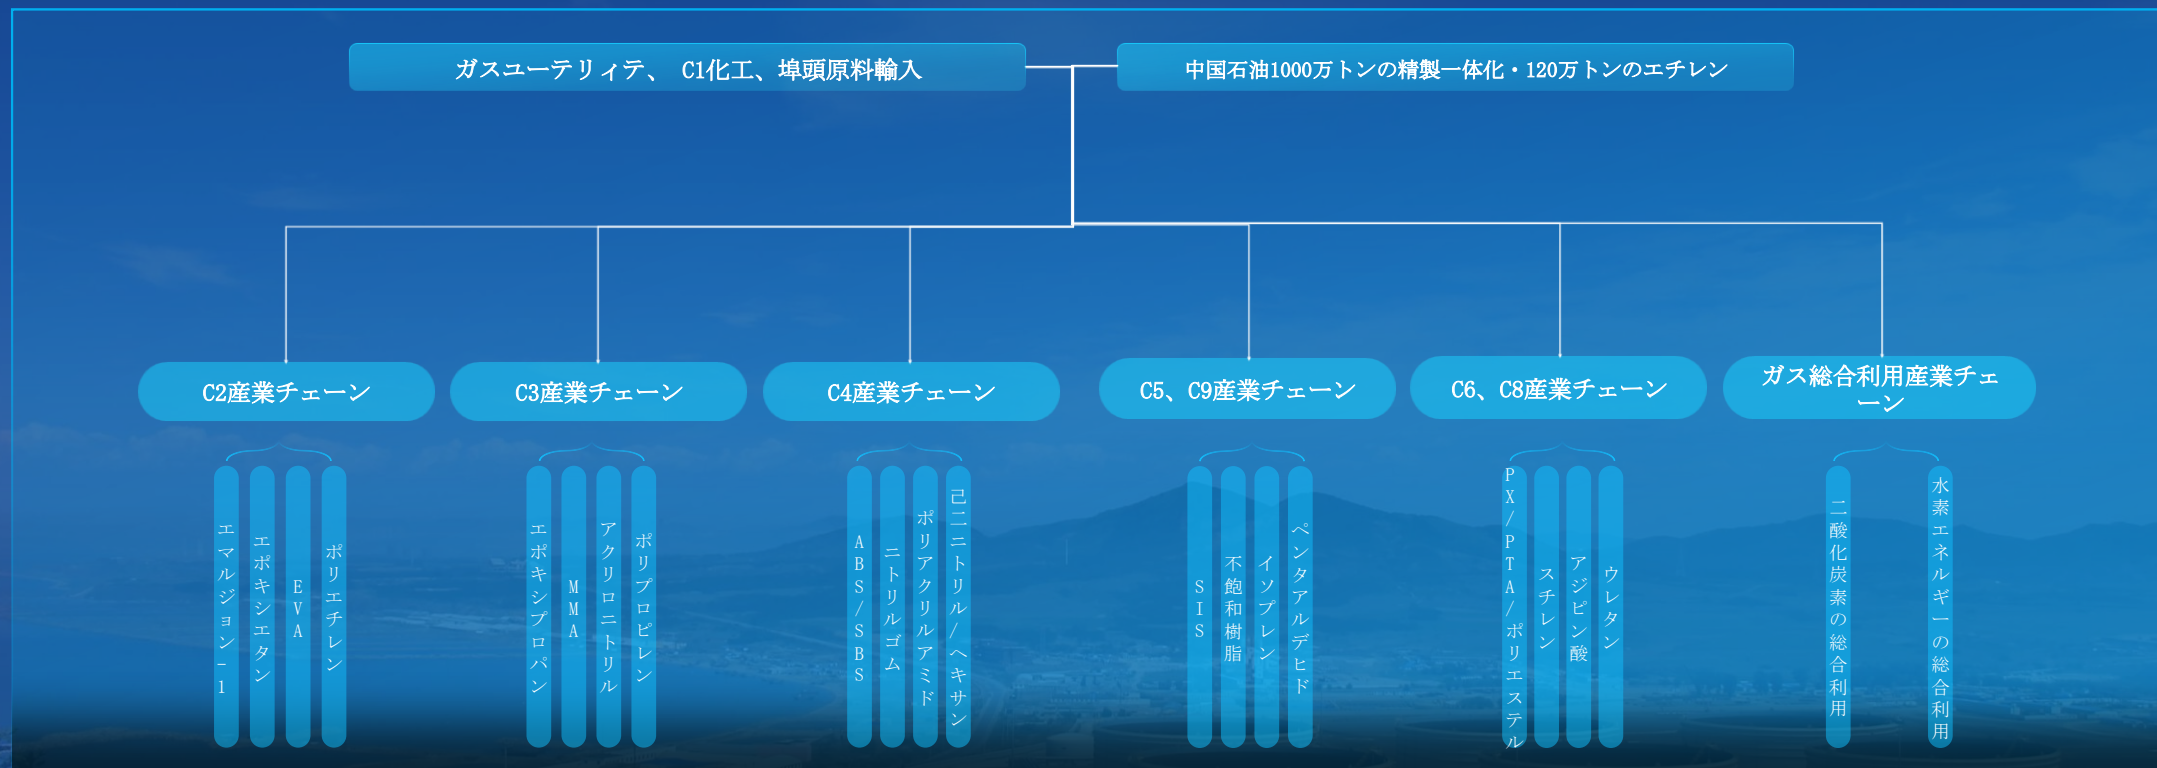 ガスユーテリィテ、 C1化工、埠頭原料輸入
中国石油1000万トンの精製一体化・120万トンのエチレン
C2産業チェーン
C3産業チェーン
C4産業チェーン
C5、C9産業チェーン
C6、C8産業チェーン
ガス総合利用産業チェ
ーン
エマルジョン-1
エポキシエタン
EVA
ポリエチレン
エポキシプロパン
MMA
アクリロニトリル
ポリプロピレン
ABS/SBS
ニトリルゴム
ポリアクリルアミド
己二ニトリル/ヘキサン
SIS
不飽和樹脂
イソプレン
ペンタアルデヒド
PX/PTA/ポリエステル
スチレン
アジピン酸
ウレタン
二酸化炭素の総合利用
水素エネルギーの総合利用